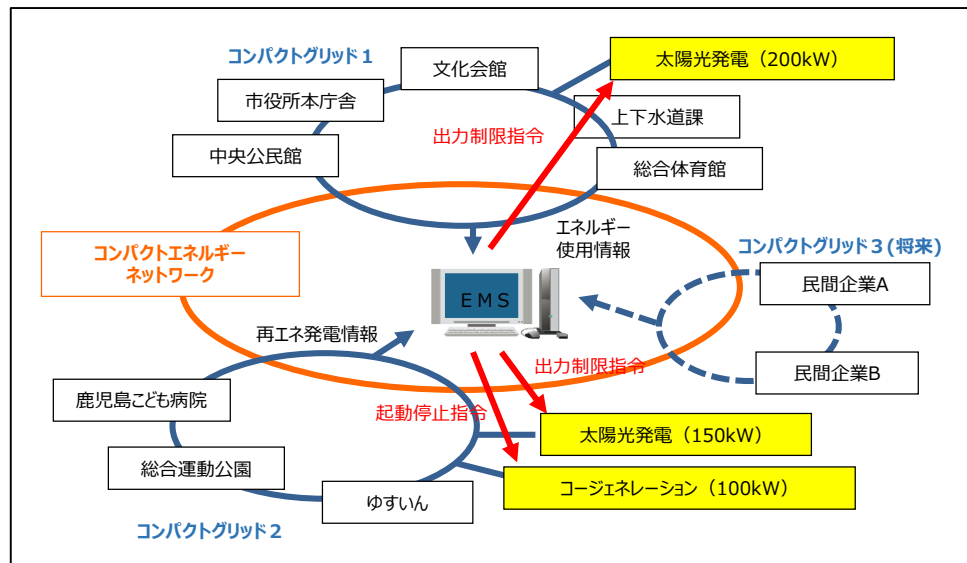 コンパクトグリッド1
文化会館
太陽光発電（200kW）
市役所本庁舎
上下水道課
出力制限指令
中央公民館
総合体育館
エネルギー
使用情報
コンパクトエネルギー
ネットワーク
コンパクトグリッド3(将来)
民間企業A
EMS
再エネ発電情報
出力制限指令
民間企業B
鹿児島こども病院
起動停止指令
太陽光発電（150kW）
総合運動公園
コージェネレーション（100kW）
ゆすいん
コンパクトグリッド2